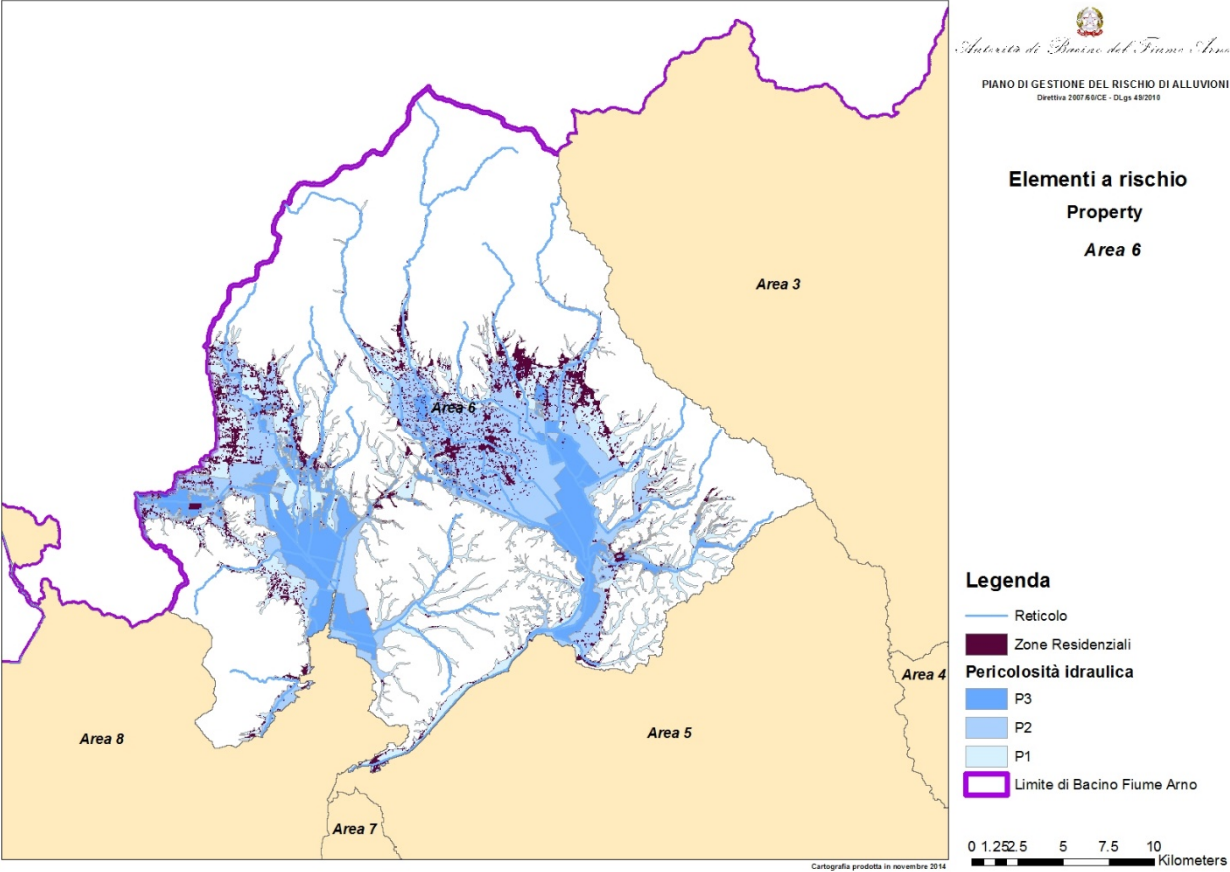 Autorità di Bacino del Fiume Arno
PIANO DI GESTIONE DEL RISCHIO DI ALLUVIONI
Direttiva 2007/60/CE - DLgs 49/2010
Elementi a rischio
Property
Area 6
Area 3
Area 6
Area 4
Area 5
Area 8
Area 7
Legenda
Reticolo
Zone Residenziali
Pericolosità idraulica
P3
P2
P1
Limite di Bacino Fiume Arno
0 1.252.5 5 7.5 10
Kilometers
Cartografia prodotta in novembre 2014